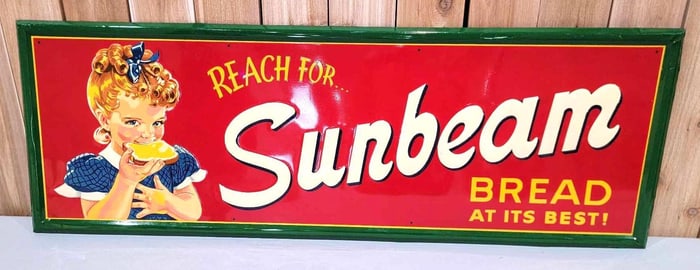 REACH FOR...
Sunbeam
BREAD
AT ITS BEST!